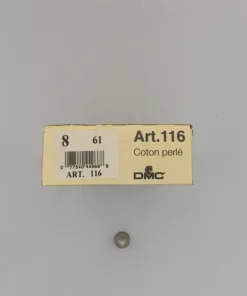 8 61
ART. 116
Art.116
Coton perlé
DMC